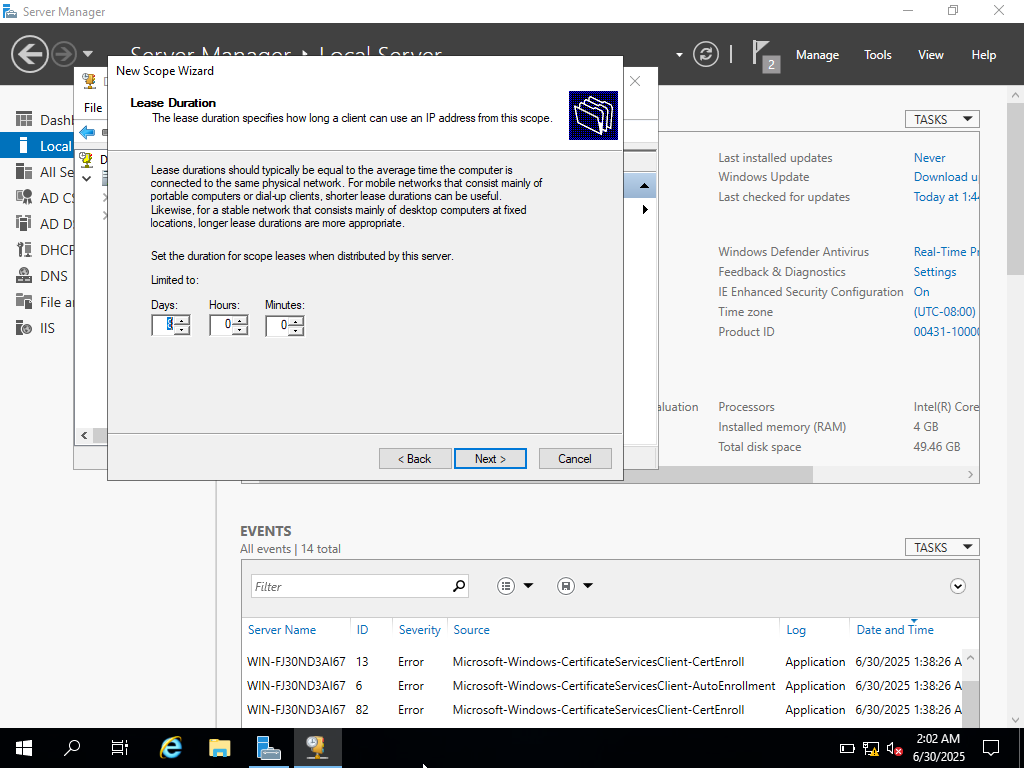 Server Manager
Server Manager
Local Server
2
Manage
Tools
View
Help
New Scope Wizard
Lease Duration
The lease duration specifies how long a client can use an IP address from this scope.
File
Dashb
Local
All Se
AD CS
AD D
DHCP
DNS
File a
IIS
D
Lease durations should typically be equal to the average time the computer is
connected to the same physical network. For mobile networks that consist mainly of
portable computers or dial-up clients, shorter lease durations can be useful.
Likewise, for a stable network that consists mainly of desktop computers at fixed
locations, longer lease durations are more appropriate.
Set the duration for scope leases when distributed by this server.
Limited to:
Days:
Hours:
Minutes:
8
0
0
< Back
Next >
Cancel
TASKS
Last installed updates
Never
Windows Update
Download u
Last checked for updates
Today at 1:44
Windows Defender Antivirus
Real-Time Pr
Feedback & Diagnostics
Settings
IE Enhanced Security Configuration
On
Time zone
(UTC-08:00)
Product ID
00431-10000
aluation
Processors
Intel(R) Core
Installed memory (RAM)
4 GB
Total disk space
49.46 GB
EVENTS
All events | 14 total
TASKS
Filter
Server Name
ID
Severity
Source
Log
Date and Time
WIN-FJ30ND3AI67 13 Error Microsoft-Windows-CertificateServicesClient-CertEnroll Application 6/30/2025 1:38:26 A
WIN-FJ30ND3AI67 6 Error Microsoft-Windows-CertificateServicesClient-AutoEnrollment Application 6/30/2025 1:38:26 A
WIN-FJ30ND3AI67 82 Error Microsoft-Windows-CertificateServicesClient-CertEnroll Application 6/30/2025 1:38:26 A
2:02 AM
6/30/2025